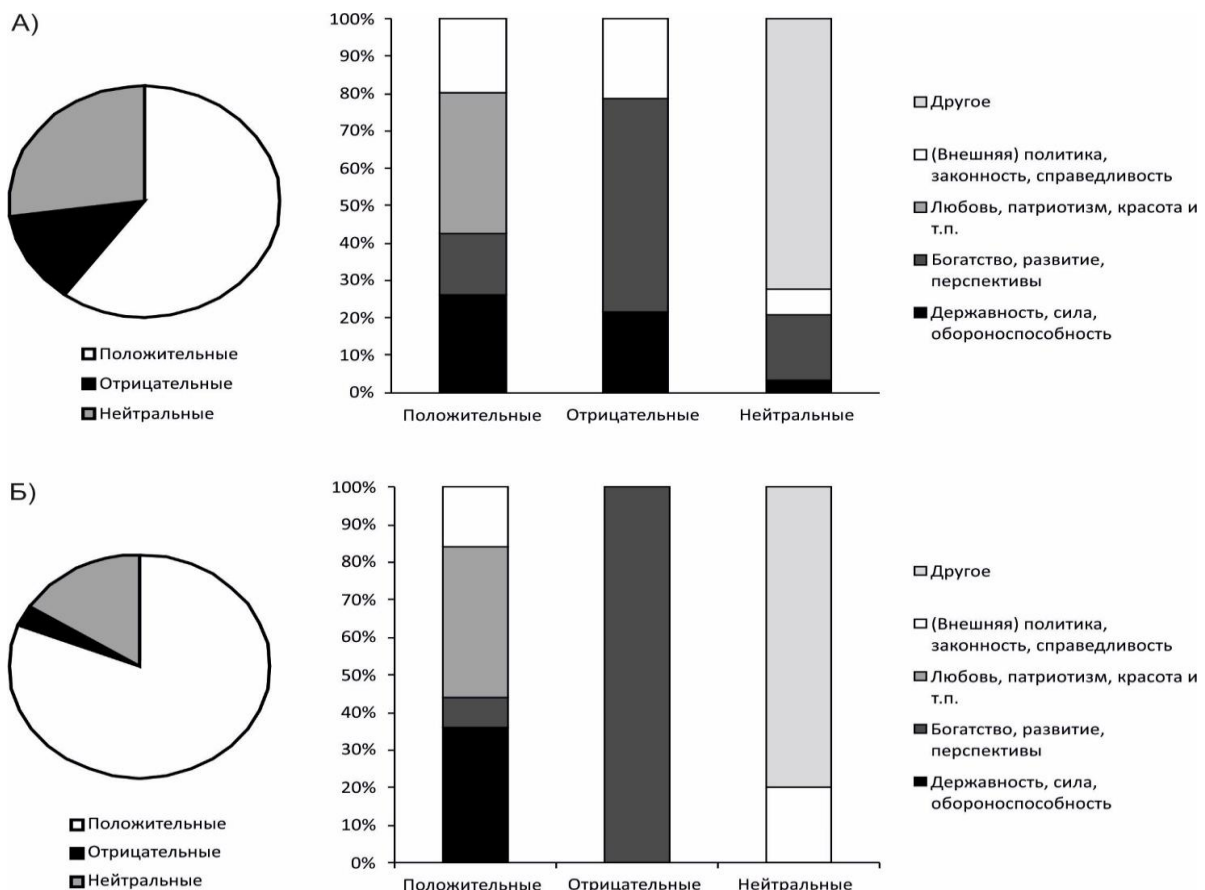 А)
100%
90%
80%
70%
60%
50%
40%
30%
20%
10%
0%
Положительные
Отрицательные
Нейтральные
Положительные
Отрицательные
Нейтральные
Другое
(Внешняя) политика,
законность, справедливость
Любовь, патриотизм, красота и
т.п.
Богатство, развитие,
перспективы
Державность, сила,
обороноспособность
Б)
100%
90%
80%
70%
60%
50%
40%
30%
20%
10%
0%
Положительные
Отрицательные
Нейтральные
Положительные
Отрицательные
Нейтральные
Другое
(Внешняя) политика,
законность, справедливость
Любовь, патриотизм, красота и
т.п.
Богатство, развитие,
перспективы
Державность, сила,
обороноспособность